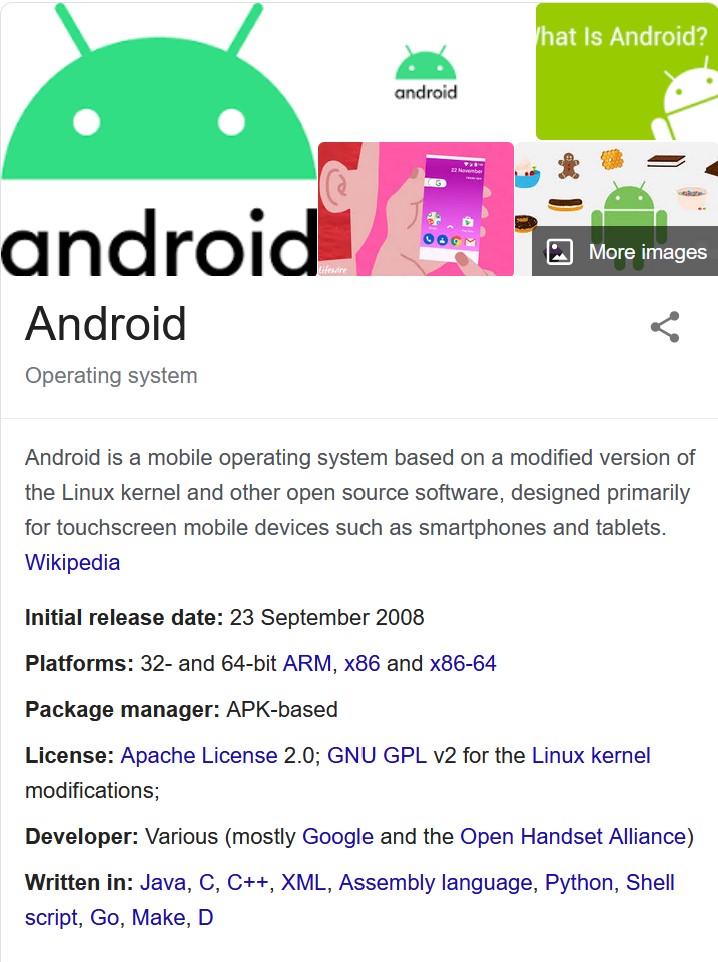 android
android
What Is Android?
22 November
lifewire
More images
Android
Operating system
Android is a mobile operating system based on a modified version of
the Linux kernel and other open source software, designed primarily
for touchscreen mobile devices such as smartphones and tablets.
Wikipedia
Initial release date: 23 September 2008
Platforms: 32- and 64-bit ARM, x86 and x86-64
Package manager: APK-based
License: Apache License 2.0; GNU GPL v2 for the Linux kernel
modifications;
Developer: Various (mostly Google and the Open Handset Alliance)
Written in: Java, C, C++, XML, Assembly language, Python, Shell
script, Go, Make, D